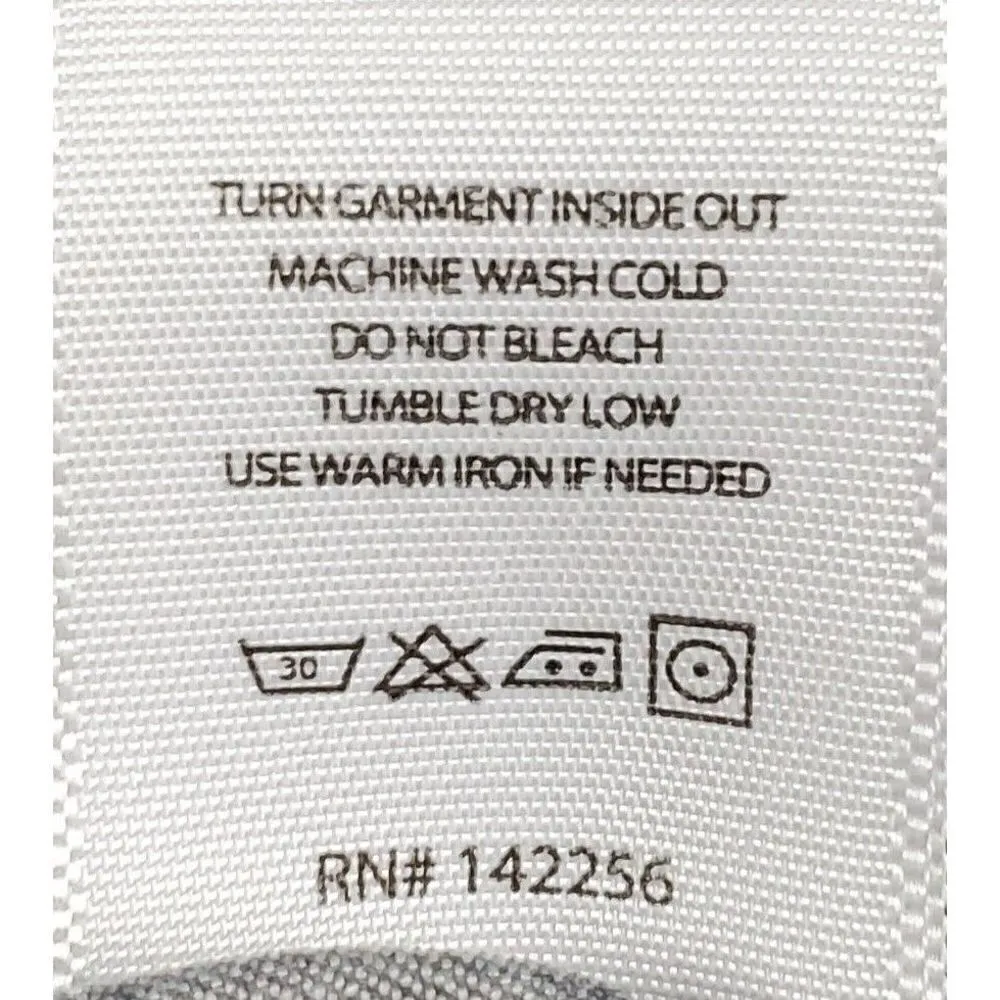 TURN GARMENT INSIDE OUT
MACHINE WASH COLD
DO NOT BLEACH
TUMBLE DRY LOW
USE WARM IRON IF NEEDED
30
RN# 142256